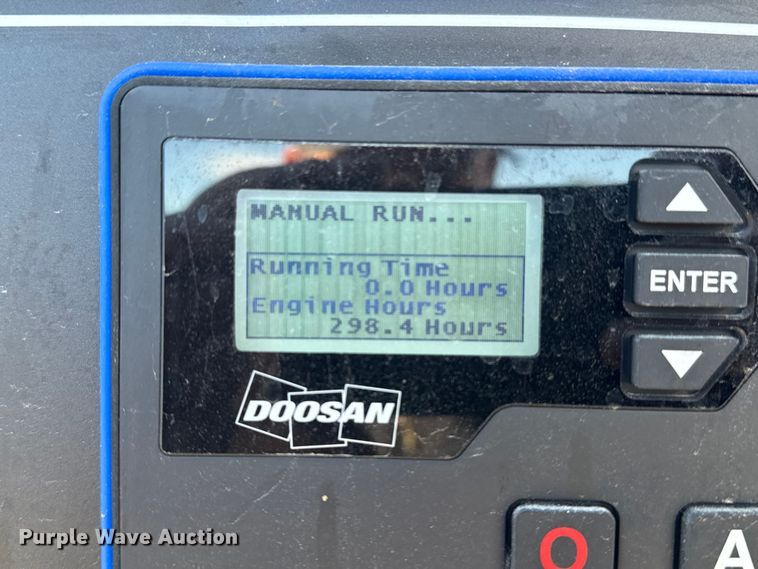 MANUAL RUN...
Running Time
0.0 Hours
Engine Hours
298.4 Hours
ENTER
DOOSAN
O
A
Purple Wave Auction